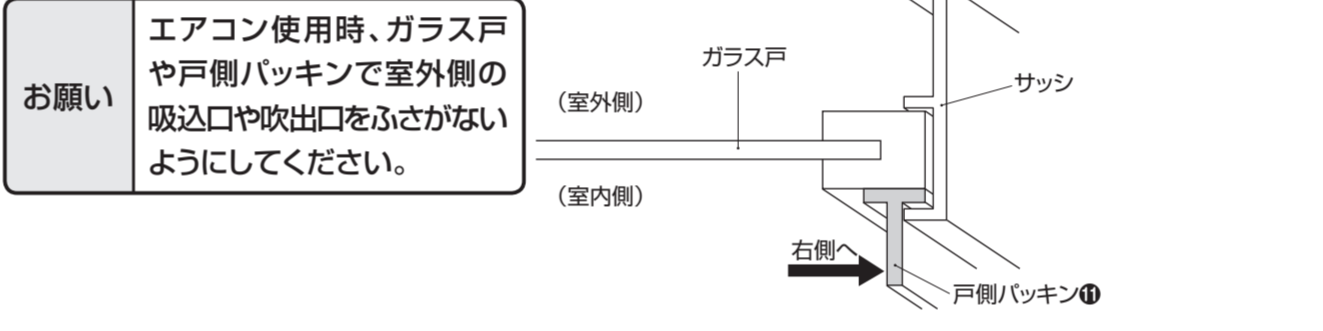 お願い
エアコン使用時、ガラス戸
や戸側パッキンで室外側の
吸込口や吹出口をふさがない
ようにしてください。
ガラス戸
サッシ
（室外側）
（室内側）
右側へ
戸側パッキン⓫